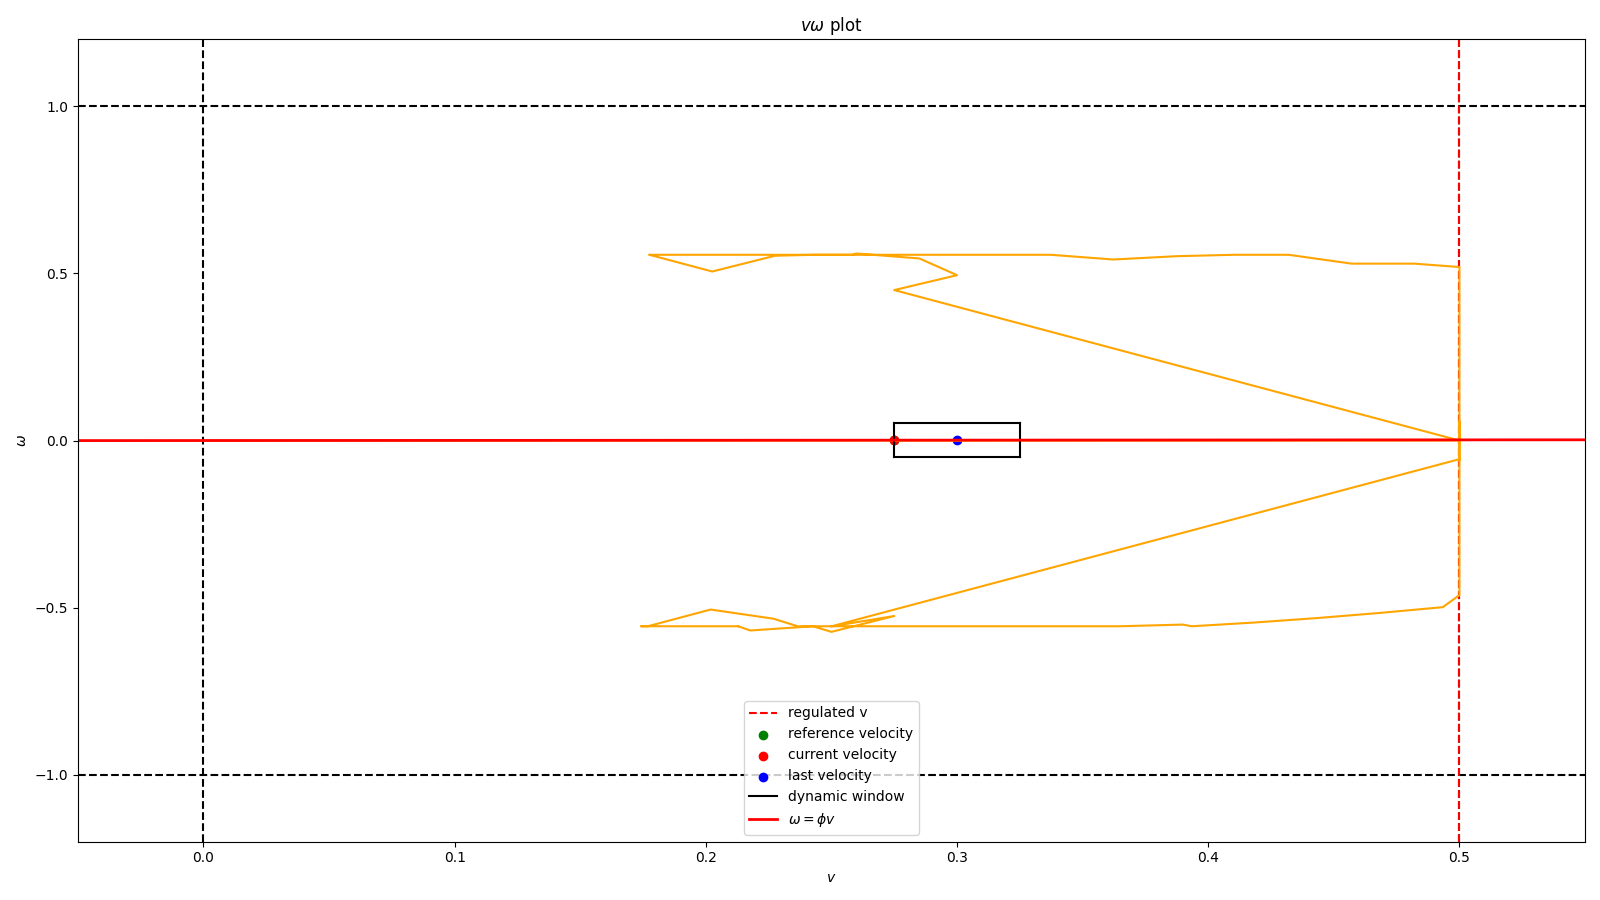 vω plot
1.0
0.5
0.0
−0.5
−1.0
ω
regulated v
reference velocity
current velocity
last velocity
dynamic window
ω = ϕv
0.0 0.1 0.2 0.3 0.4 0.5
v